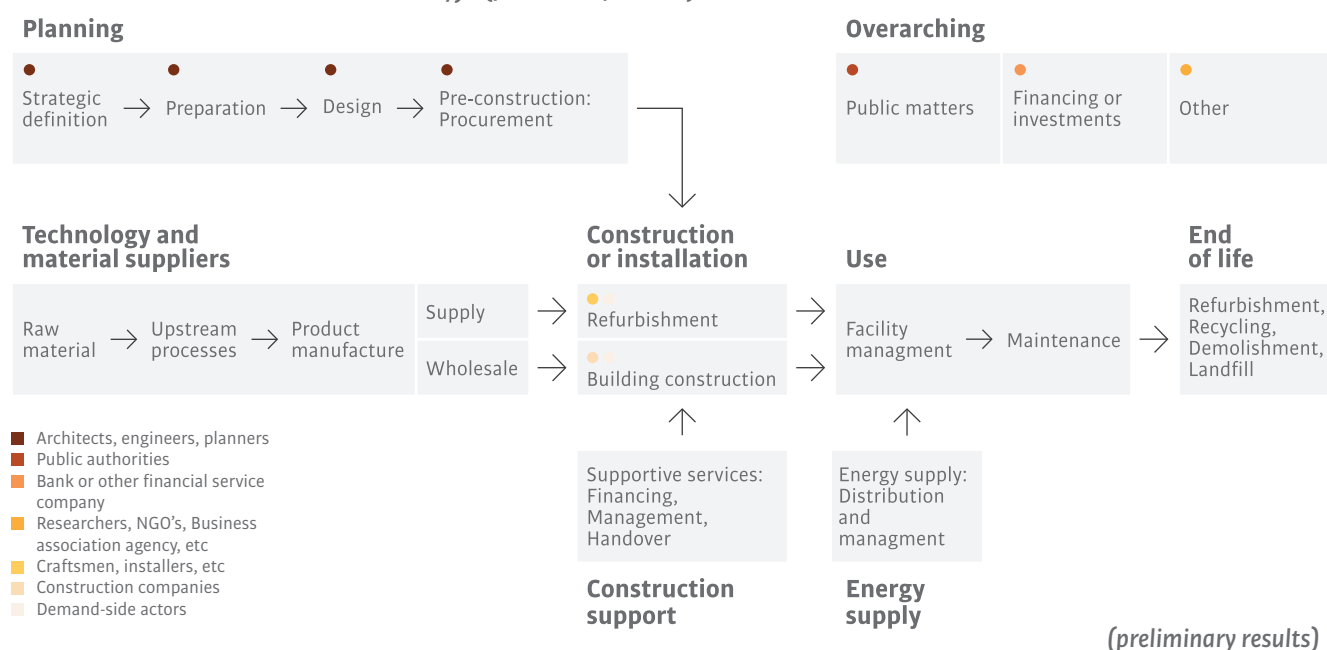 Planning
Strategic
definition
Preparation
Design
Pre-construction:
Procurement
Overarching
Public matters
Financing or
investments
Other
Technology and
material suppliers
Raw
material
Upstream
processes
Product
manufacture
Supply
Wholesale
Construction
or installation
Refurbishment
Building construction
Use
Facility
managment
Maintenance
End
of life
Refurbishment,
Recycling,
Demolishment,
Landfill
Architects, engineers, planners
Public authorities
Bank or other financial service
company
Researchers, NGO's, Business
association agency, etc
Craftsmen, installers, etc
Construction companies
Demand-side actors
Supportive services:
Financing,
Management,
Handover
Construction
support
Energy supply:
Distribution
and
managment
Energy
supply
(preliminary results)